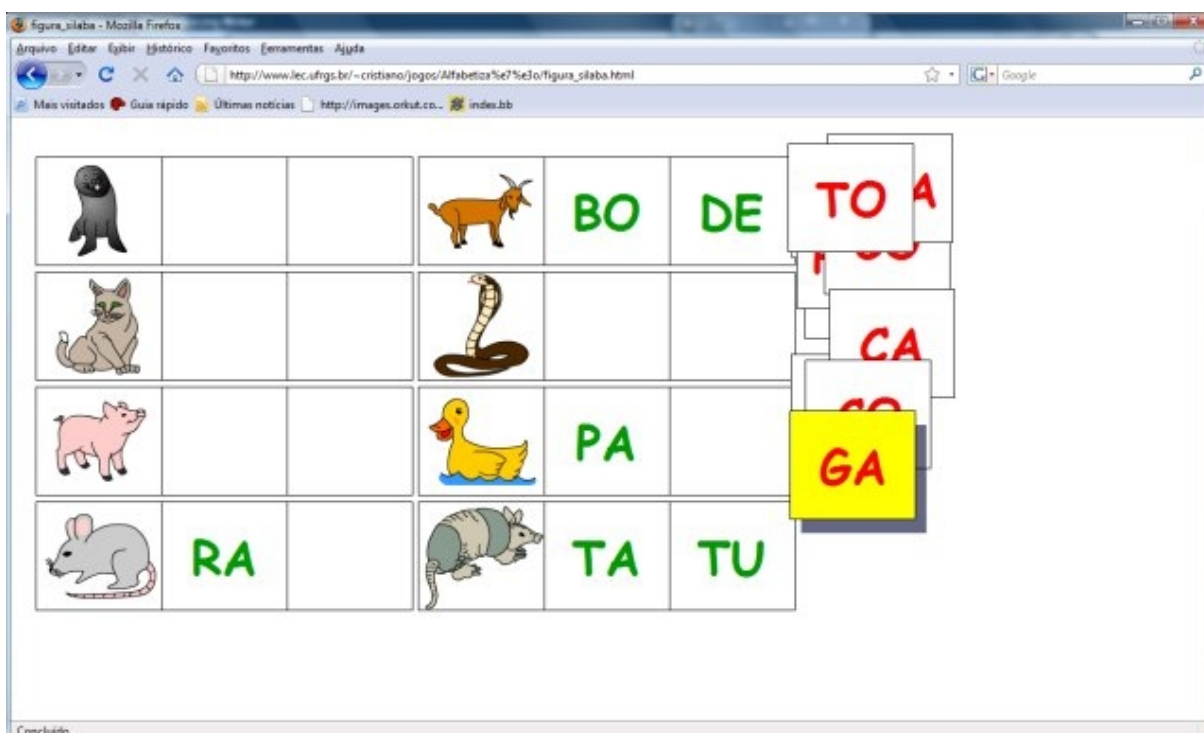 figura_silaba - Mozilla Firefox
Arquivo Editar Exibir Histórico Favoritos Ferramentas Ajuda
http://www.lec.ufrgs.br/~cristiano/jogos/Alfabetiza%e7%e3o/figura_silaba.html
Google
Mais visitados Guia rápido Últimas notícias http://images.orkut.co... index.bb
TO A
BO DE
CA
PA
CO
GA
RA TA TU
Concluído